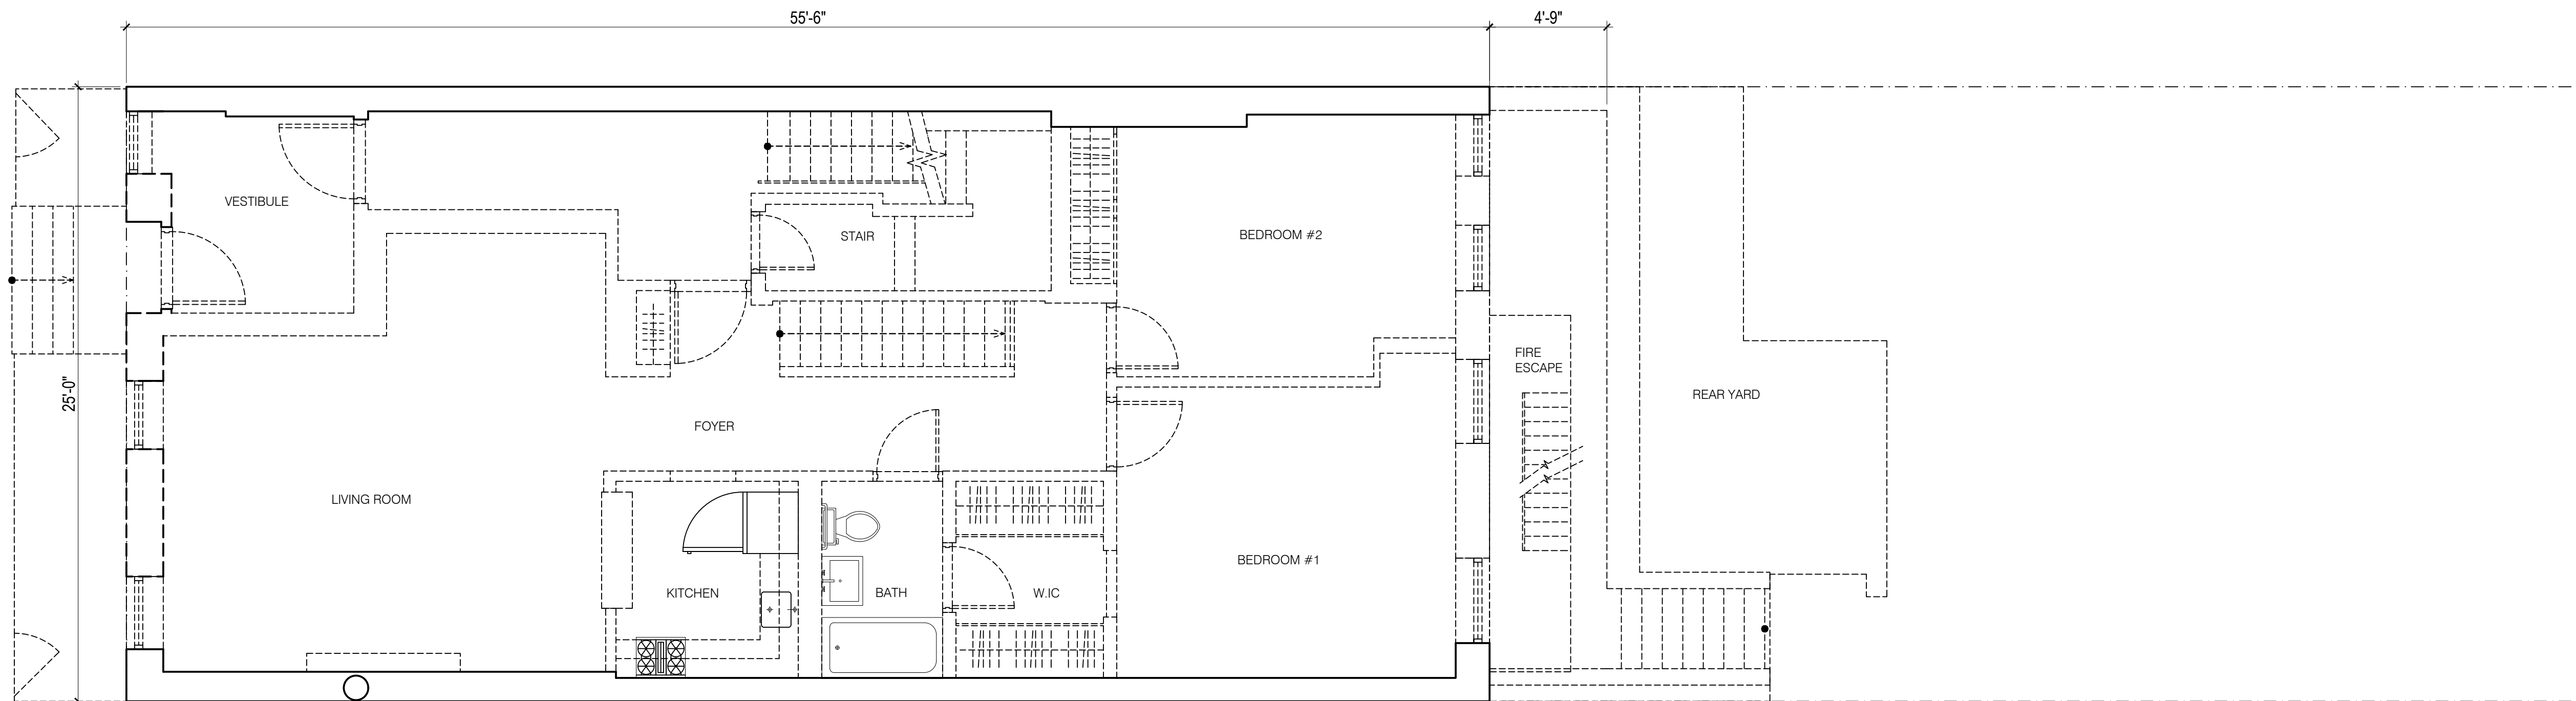 55'-6"
4'-9"
25'-0"
VESTIBULE
STAIR
BEDROOM #2
FIRE
ESCAPE
REAR YARD
FOYER
LIVING ROOM
KITCHEN
BATH
W.IC
BEDROOM #1